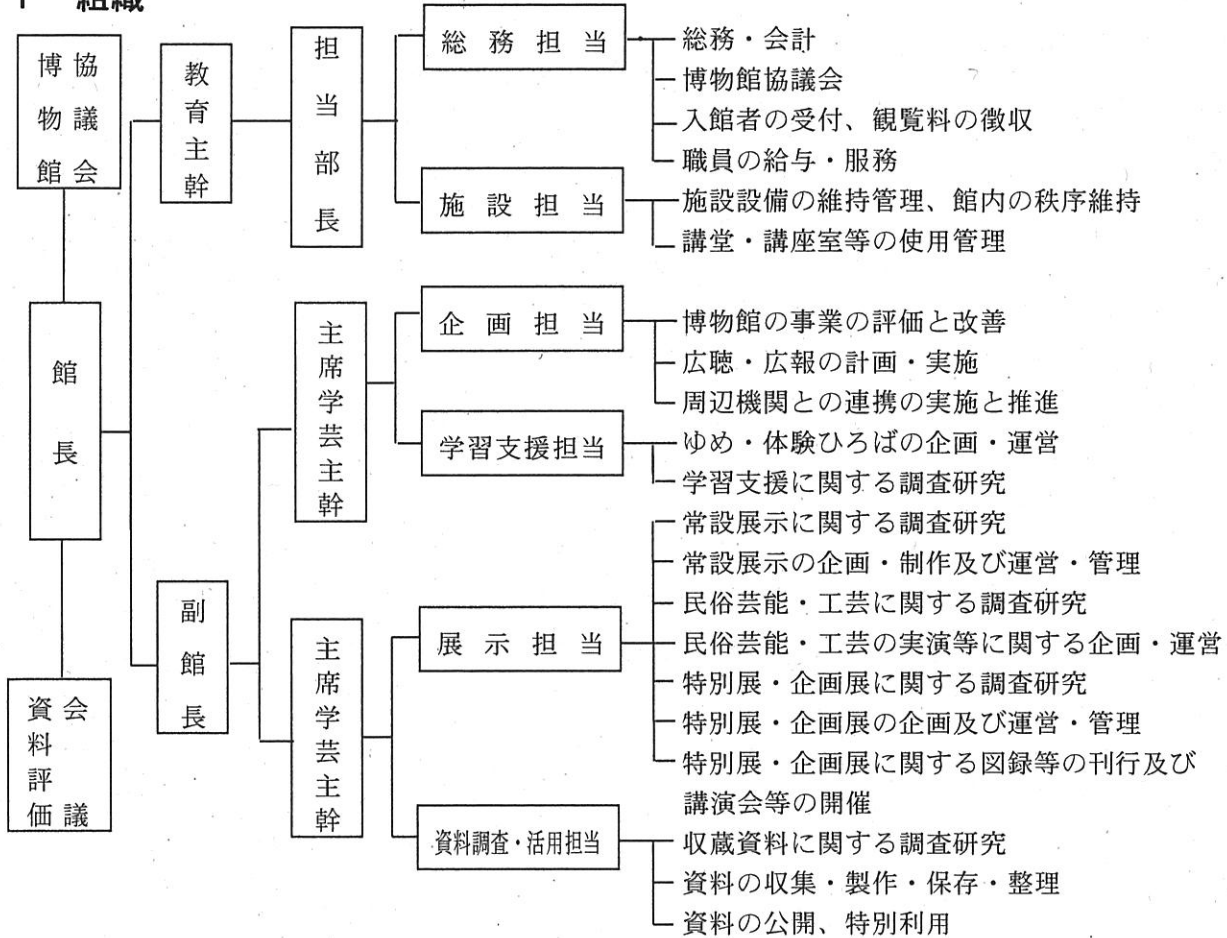 組織
博物館協議会
館長
資料評価会議
教育主幹
副館長
担当部長
主席学芸主幹
主席学芸主幹
総務担当
総務・会計
博物館協議会
入館者の受付、観覧料の徴収
職員の給与・服務
施設担当
施設設備の維持管理、館内の秩序維持
講堂・講座室等の使用管理
企画担当
博物館の事業の評価と改善
広聴・広報の計画・実施
周辺機関との連携の実施と推進
学習支援担当
ゆめ・体験ひろばの企画・運営
学習支援に関する調査研究
展示担当
常設展示に関する調査研究
常設展示の企画・制作及び運営・管理
民俗芸能・工芸に関する調査研究
民俗芸能・工芸の実演等に関する企画・運営
特別展・企画展に関する調査研究
特別展・企画展の企画及び運営・管理
特別展・企画展に関する図録等の刊行及び
講演会等の開催
資料調査・活用担当
収蔵資料に関する調査研究
資料の収集・製作・保存・整理
資料の公開、特別利用